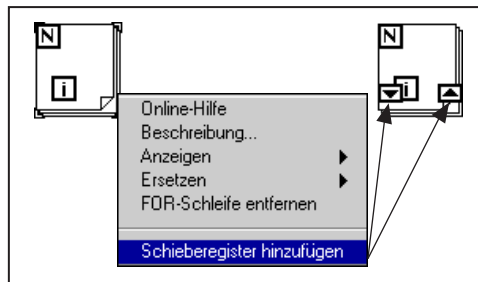 N
i
N
i
Online-Hilfe
Beschreibung...
Anzeigen
Ersetzen
FOR-Schleife entfernen
Schieberegister hinzufügen